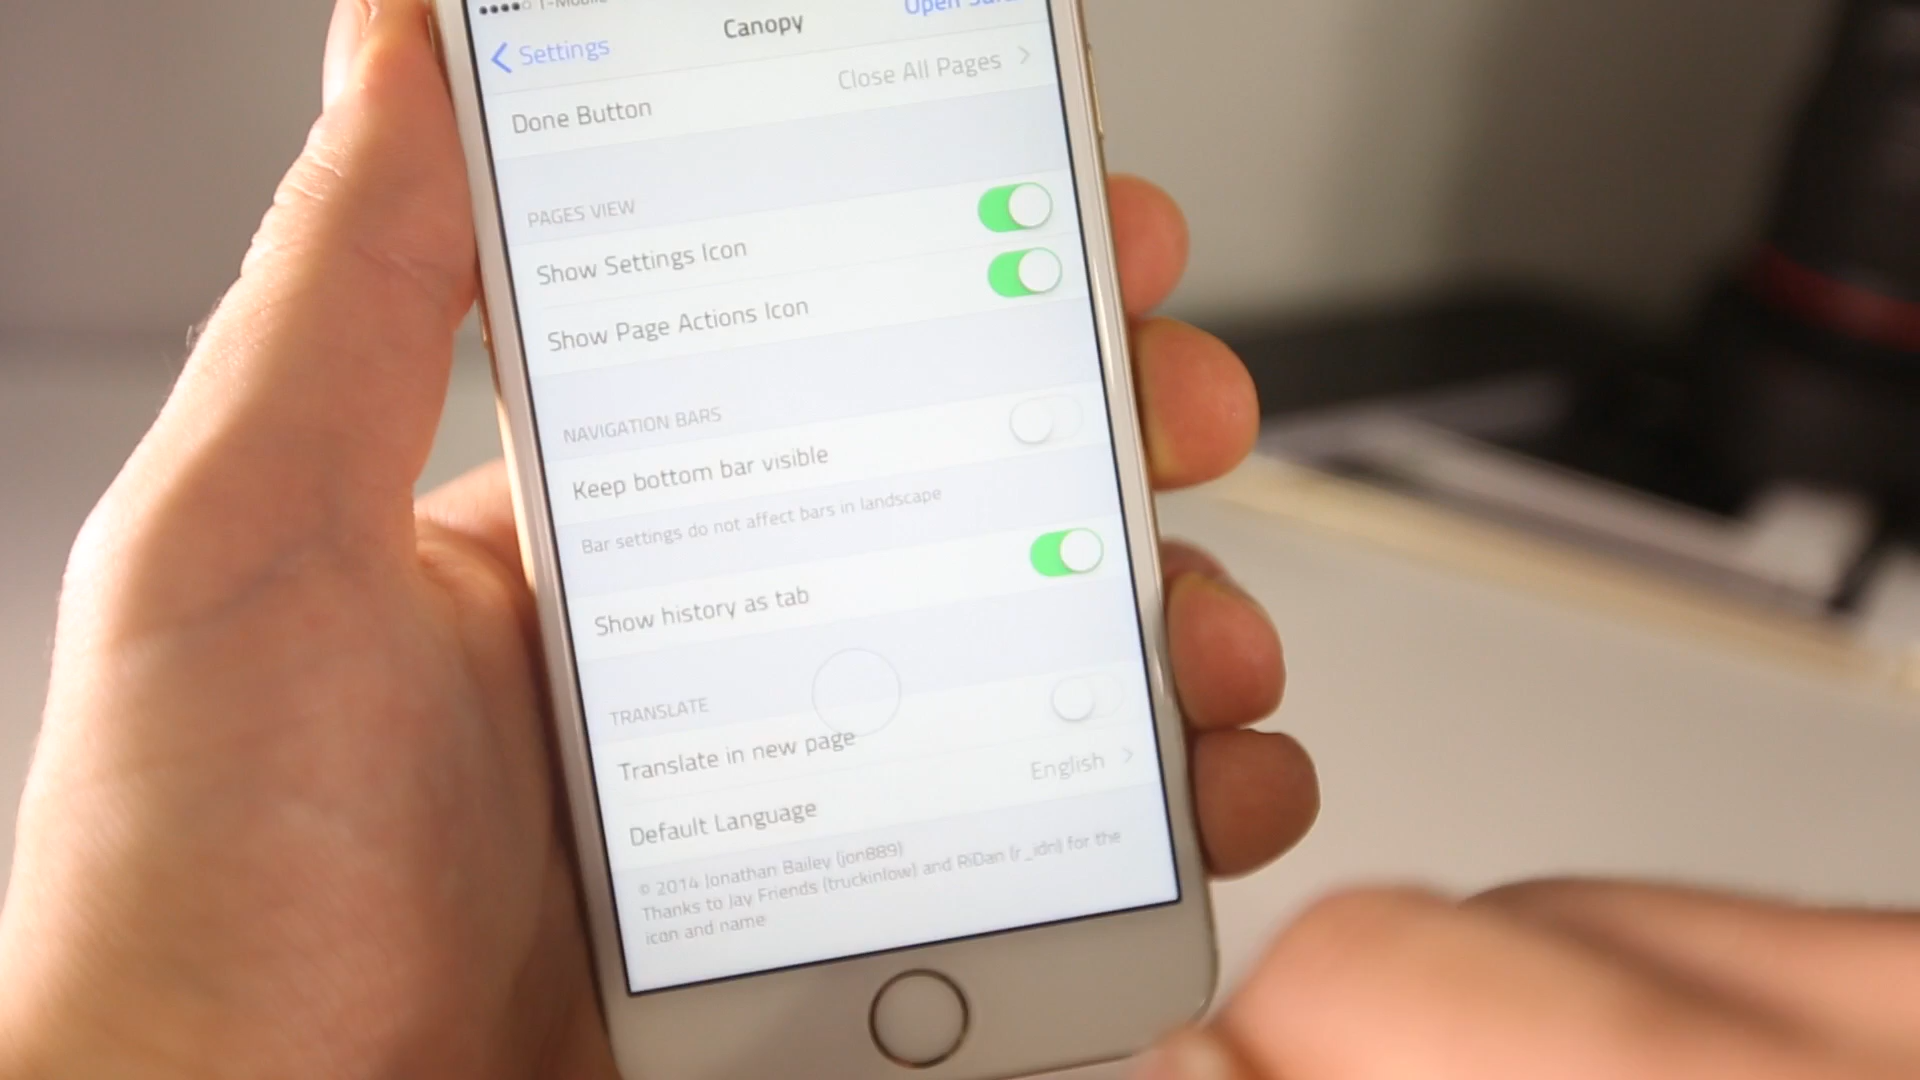 T-Mobile
Settings
Canopy
Open
Done Button
Close All Pages
PAGES VIEW
Show Settings Icon
Show Page Actions Icon
NAVIGATION BARS
Keep bottom bar visible
Bar settings do not affect bars in landscape
Show history as tab
TRANSLATE
Translate in new page
Default Language
English
© 2014 Jonathan Bailey (jon889)
Thanks to Jay Friends (truckinlow) and RiDan (r_idn) for the
icon and name